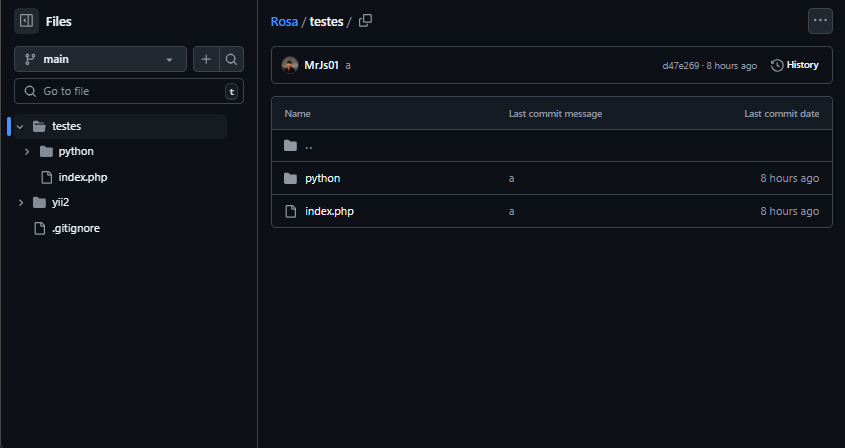 Files
main
Go to file
t
testes
python
index.php
yii2
.gitignore
Rosa / testes /
MrJs01 a
d47e269 · 8 hours ago
History
Name Last commit message Last commit date
..
python a 8 hours ago
index.php a 8 hours ago